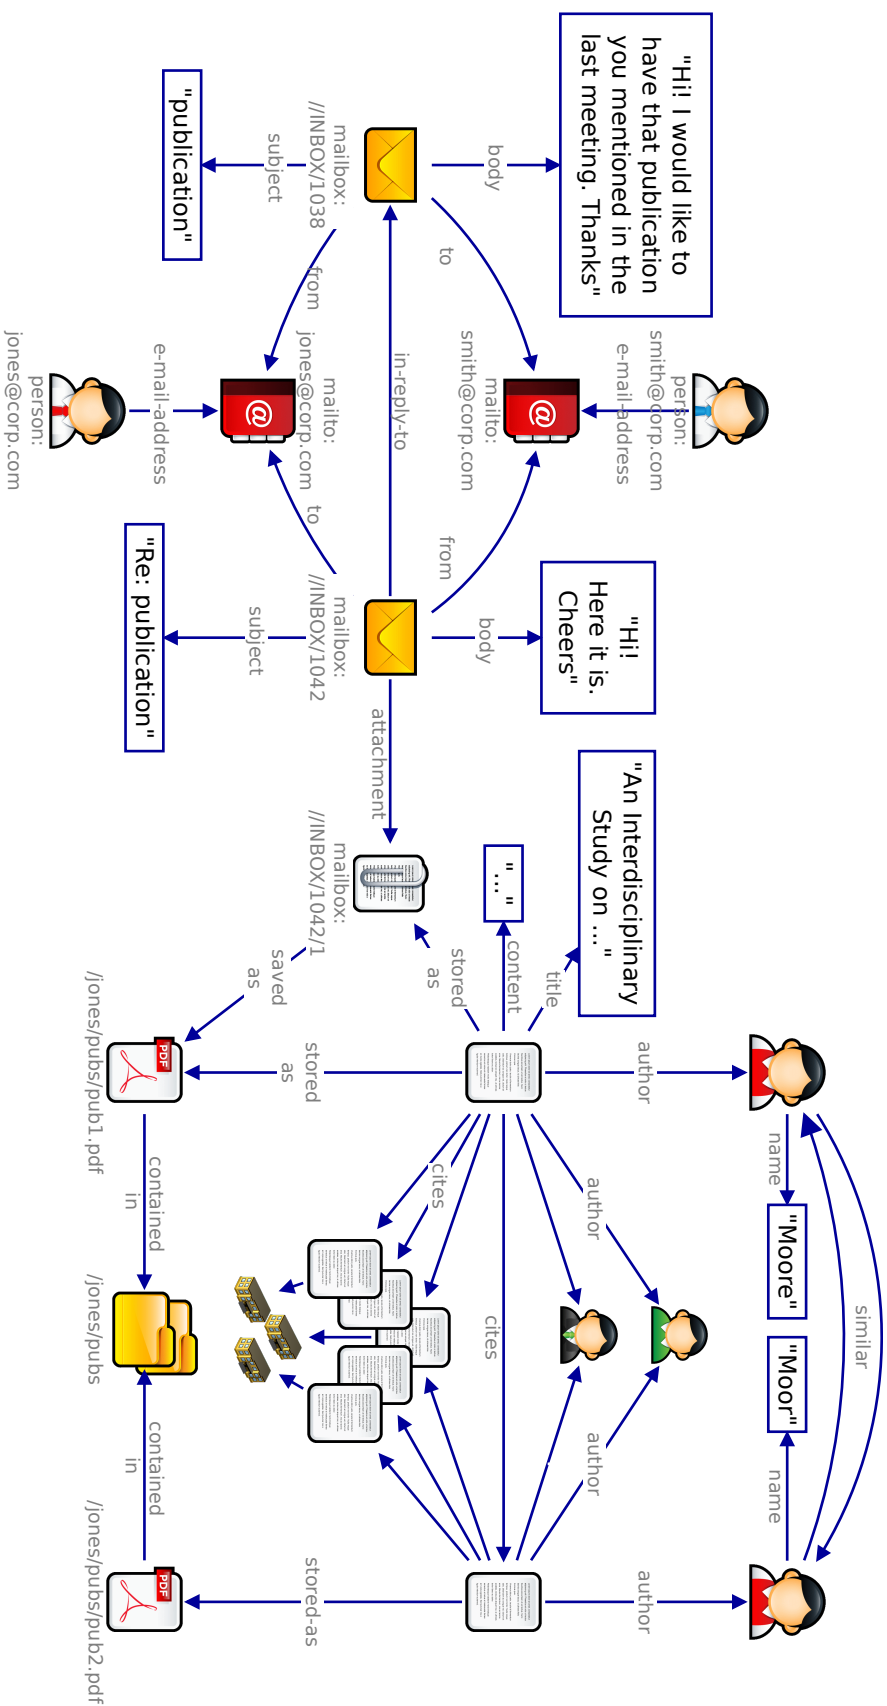 similar
name
"Moore"
"Moor"
name
"Hi! I would like to
have that publication
you mentioned in the
last meeting. Thanks"
person:
smith@corp.com
e-mail-address
"Hi!
Here it is.
Cheers"
"An Interdisciplinary
Study on ..."
author
author
author
author
body
to
mailto:
smith@corp.com
from
body
"..."
title
content
stored
as
cites
cites
in-reply-to
attachment
mailbox:
//INBOX/1038
from
mailto:
jones@corp.com
to
mailbox:
//INBOX/1042
mailbox:
//INBOX/1042/1
saved
as
stored
as
stored-as
subject
"publication"
e-mail-address
subject
"Re: publication"
person:
jones@corp.com
PDF
contained
in
contained
in
PDF
/jones/pubs/pub1.pdf
/jones/pubs
/jones/pubs/pub2.pdf
@
@